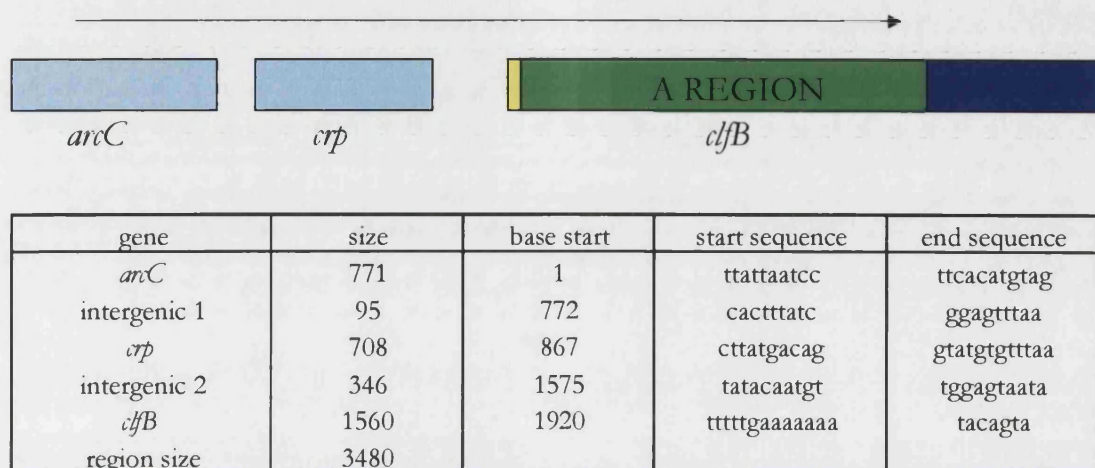 A REGION
arcC crp clfB
gene size base start start sequence end sequence
arcC 771 1 ttattaatcc ttcacatgtag
intergenic 1 95 772 cactttatc ggagtttaa
crp 708 867 cttatgacag gtatgtgtttaa
intergenic 2 346 1575 tatacaatgt tggagtaata
clfB 1560 1920 tttttgaaaaaaa tacagta
region size 3480